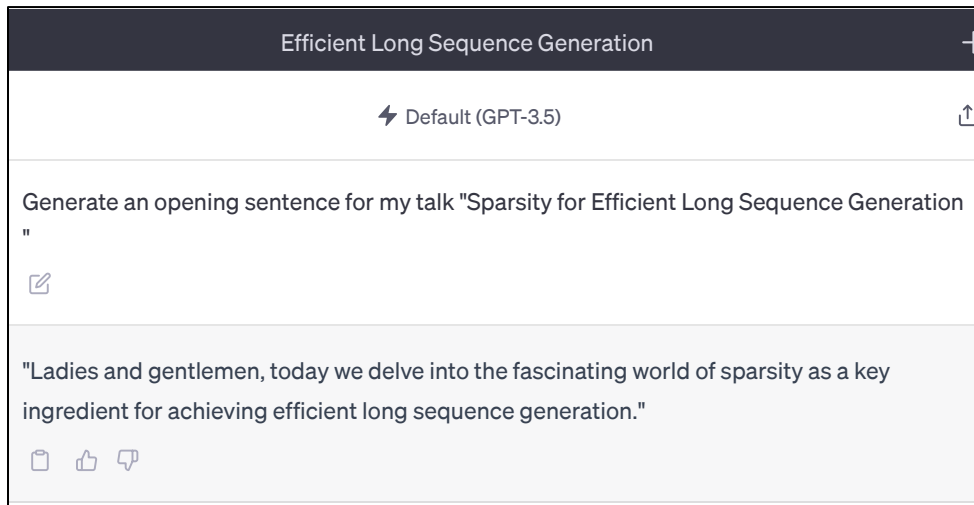 Efficient Long Sequence Generation
Default (GPT-3.5)
Generate an opening sentence for my talk "Sparsity for Efficient Long Sequence Generation
"
"Ladies and gentlemen, today we delve into the fascinating world of sparsity as a key
ingredient for achieving efficient long sequence generation."